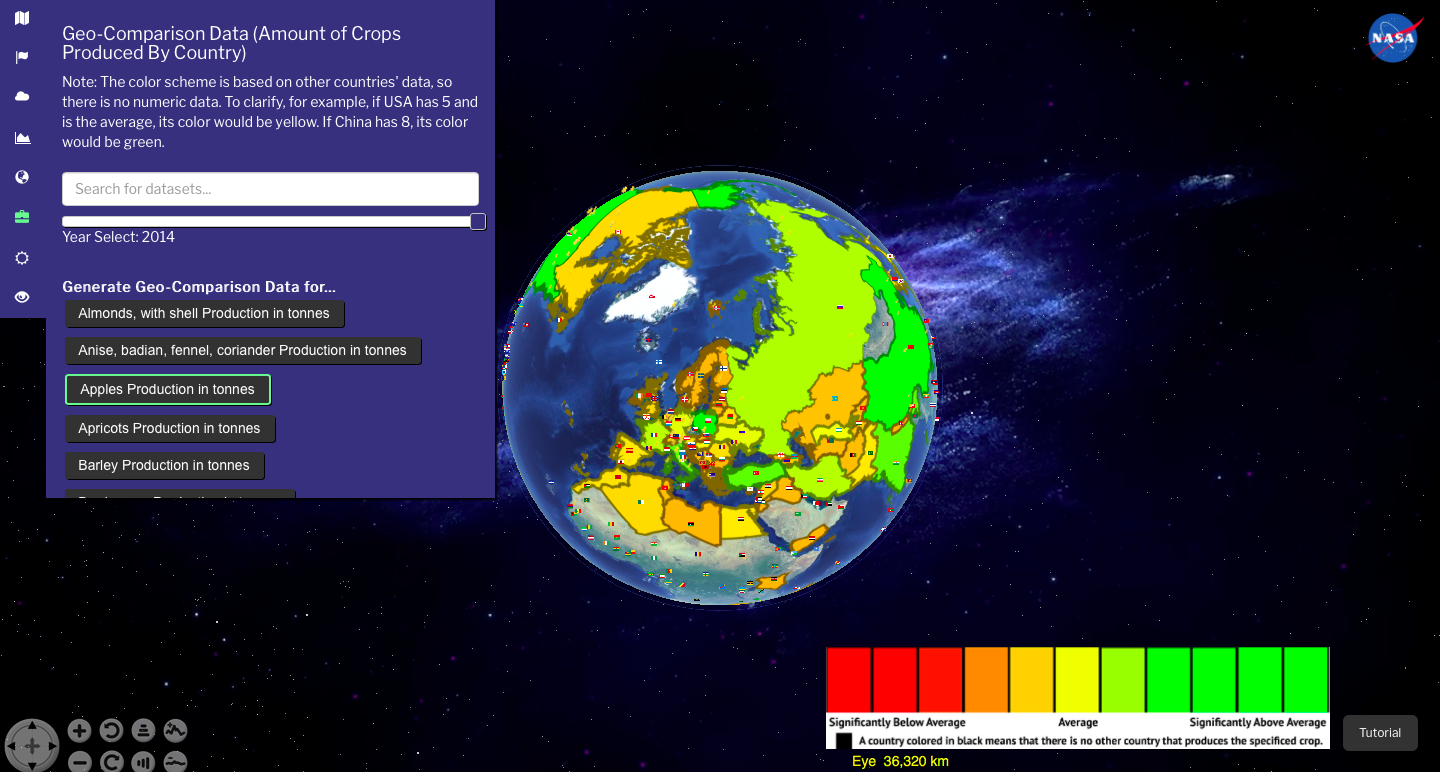 Geo-Comparison Data (Amount of Crops
Produced By Country)
Note: The color scheme is based on other countries' data, so
there is no numeric data. To clarify, for example, if USA has 5 and
is the average, its color would be yellow. If China has 8, its color
would be green.
Search for datasets...
Year Select: 2014
Generate Geo-Comparison Data for...
Almonds, with shell Production in tonnes
Anise, badian, fennel, coriander Production in tonnes
Apples Production in tonnes
Apricots Production in tonnes
Barley Production in tonnes
NASA
Significantly Below Average
Average
Significantly Above Average
A country colored in black means that there is no other country that produces the specificed crop.
Eye 36,320 km
Tutorial